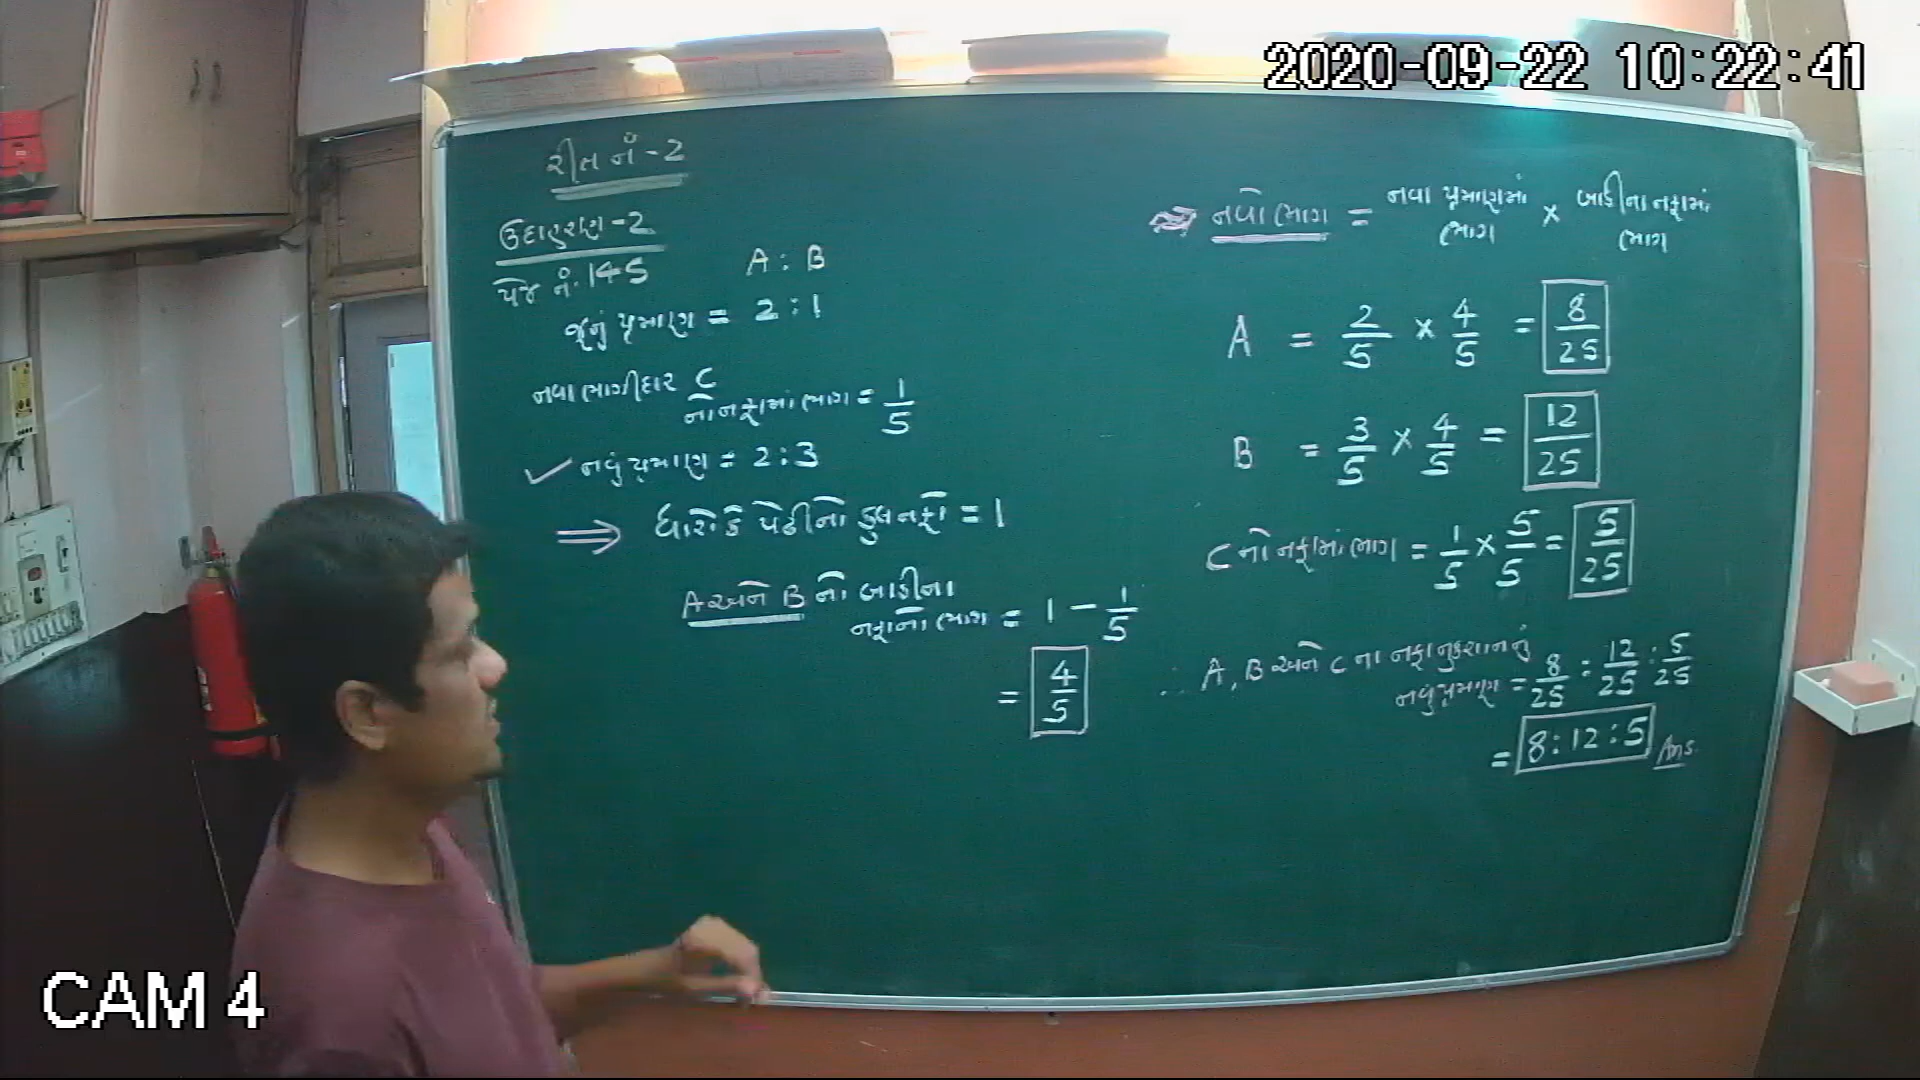 2020-09-22 10:22:41
રીત નં-2
ઉદાહરણ-2
પેજ નં. 145
A : B
જૂનું પ્રમાણ = 2 : 1
નવા ભાગીદાર C
નો નફામાં ભાગ = 1/5
✓ નવું પ્રમાણ = 2 : 3
⇒ ધારો કે પેઢીનો કુલ નફો = 1
A અને B નો બાકીના
નફાનો ભાગ = 1 - 1/5
= 4/5
નવો ભાગ = નવા પ્રમાણમાં ભાગ × બાકીના નફામાં ભાગ
A = 2/5 × 4/5 = 8/25
B = 3/5 × 4/5 = 12/25
C નો નફામાં ભાગ = 1/5 × 5/5 = 5/25
∴ A, B અને C ના નફા નુકશાનનું
નવું પ્રમાણ = 8/25 : 12/25 : 5/25
= 8 : 12 : 5 Ans.
CAM 4